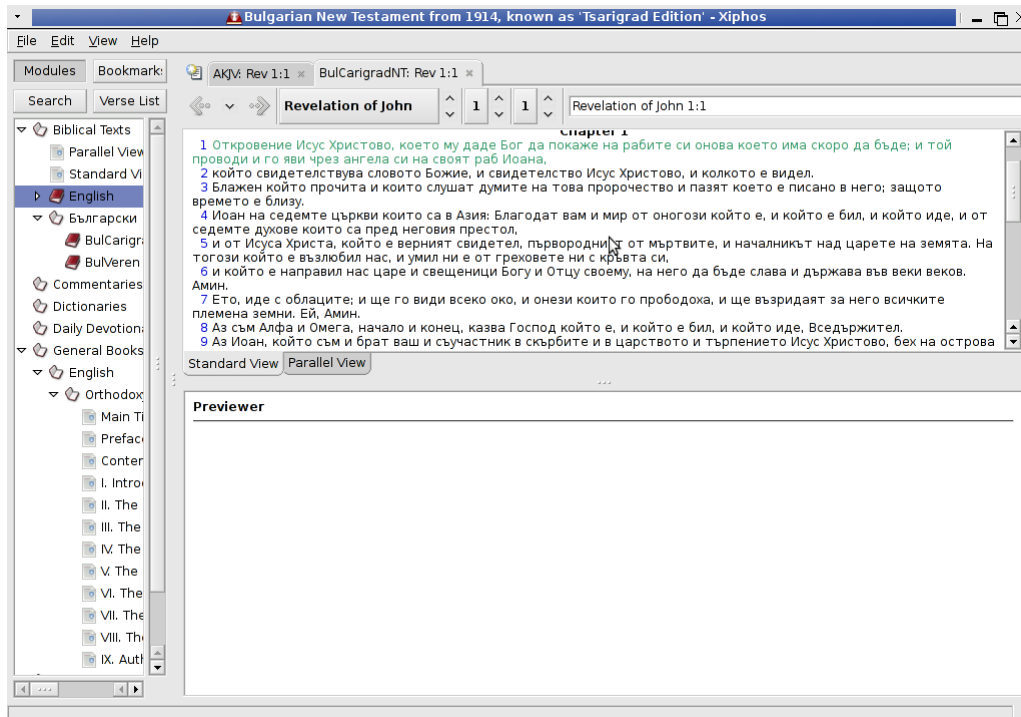 Bulgarian New Testament from 1914, known as 'Tsarigrad Edition' - Xiphos
File Edit View Help
Modules Bookmark:
Search Verse List
Biblical Texts
Parallel View
Standard Vi
English
Български
BulCarigra
BulVeren
Commentaries
Dictionaries
Daily Devotiona
General Books
English
Orthodoxy
Main Ti
Preface
Conter
I. Intro
II. The
III. The
IV. The
V. The
VI. The
VII. The
VIII. The
IX. Auth
AKJV: Rev 1:1 BulCarigradNT: Rev 1:1
Revelation of John 1 1 Revelation of John 1:1
Chapter 1
1 Откровение Исус Христово, което му даде Бог да покаже на рабите си онова което има скоро да бъде; и той
проводи и го яви чрез ангела си на своят раб Иоана,
2 който свидетелствува словото Божие, и свидетелство Исус Христово, и колкото е видел.
3 Блажен който прочита и които слушат думите на това пророчество и пазят което е писано в него; защото
времето е близу.
4 Иоан на седемте църкви които са в Азия: Благодат вам и мир от оногози който е, и който е бил, и който иде, и от
седемте духове които са пред неговия престол,
5 и от Исуса Христа, който е верният свидетел, първородният от мъртвите, и началникът над царете на земята. На
тогози който е възлюбил нас, и умил ни е от греховете ни с кръвта си,
6 и който е направил нас царе и свещеници Богу и Отцу своему, на него да бъде слава и държава във веки веков.
Амин.
7 Ето, иде с облаците; и ще го види всеко око, и онези които го прободоха, и ще възридаят за него всичките
племена земни. Ей, Амин.
8 Аз съм Алфа и Омега, начало и конец, казва Господ който е, и който е бил, и който иде, Вседържител.
9 Аз Иоан, който съм и брат ваш и съучастник в скърбите и в царството и търпението Исус Христово, бех на острова
Standard View Parallel View
Previewer